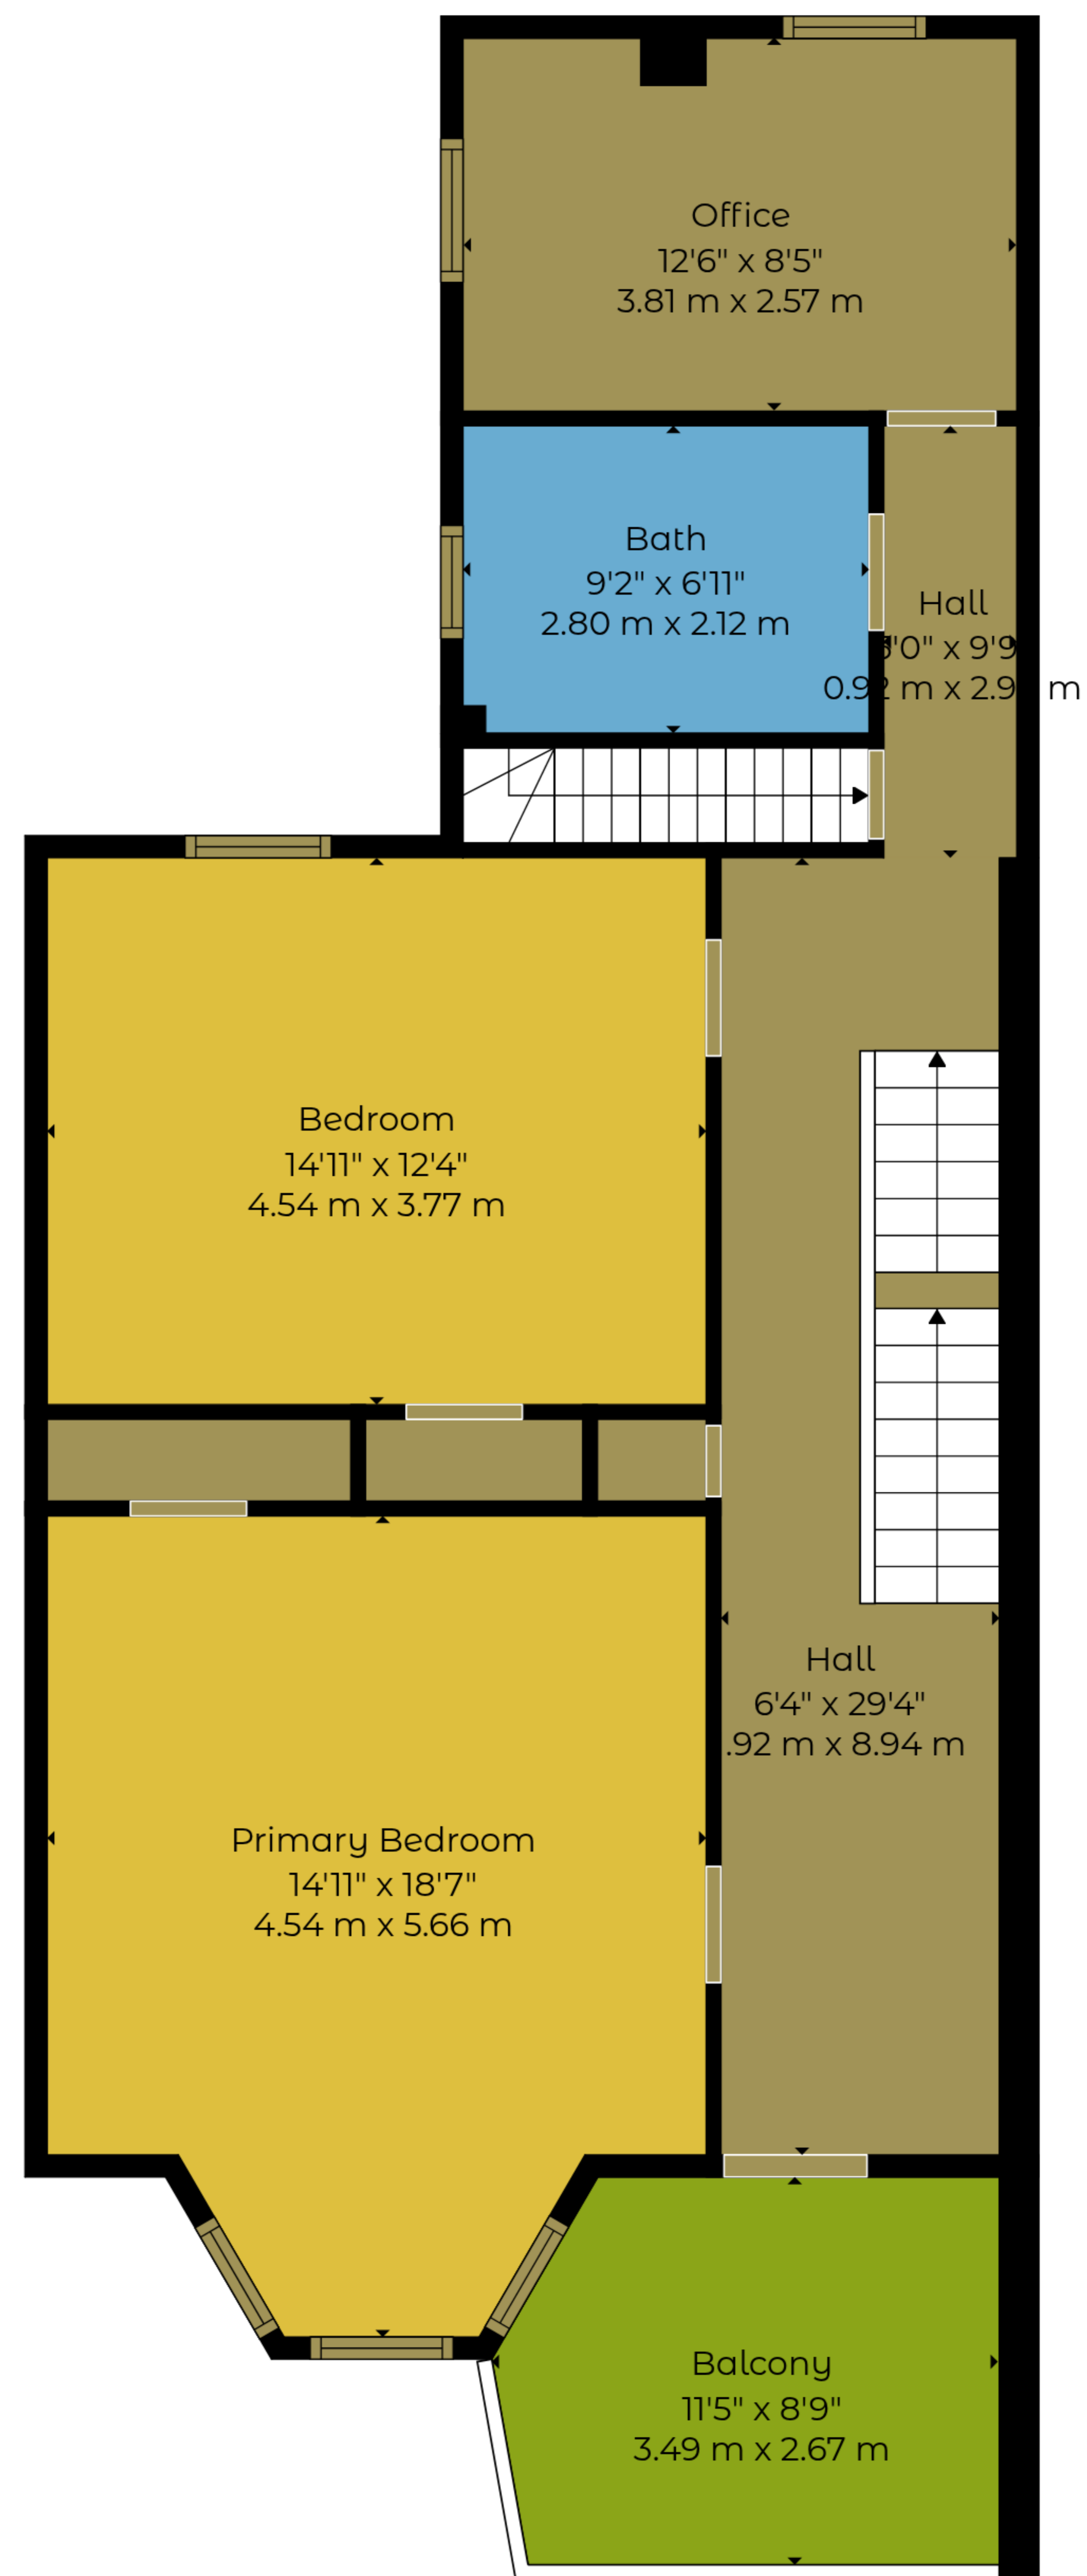 Office
12'6" x 8'5"
3.81 m x 2.57 m
Bath
9'2" x 6'11"
2.80 m x 2.12 m
Hall
x 9'9
m x m
Bedroom
14'11" x 12'4"
4.54 m x 3.77 m
Hall
6'4" x 29'4"
.92 m x 8.94 m
Primary Bedroom
14'11" x 18'7"
4.54 m x 5.66 m
Balcony
11'5" x 8'9"
3.49 m x 2.67 m